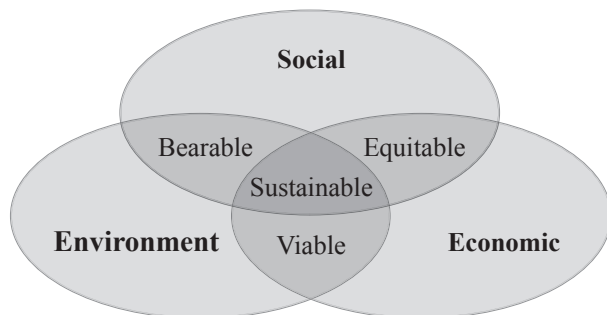 Social
Bearable
Equitable
Sustainable
Environment
Viable
Economic